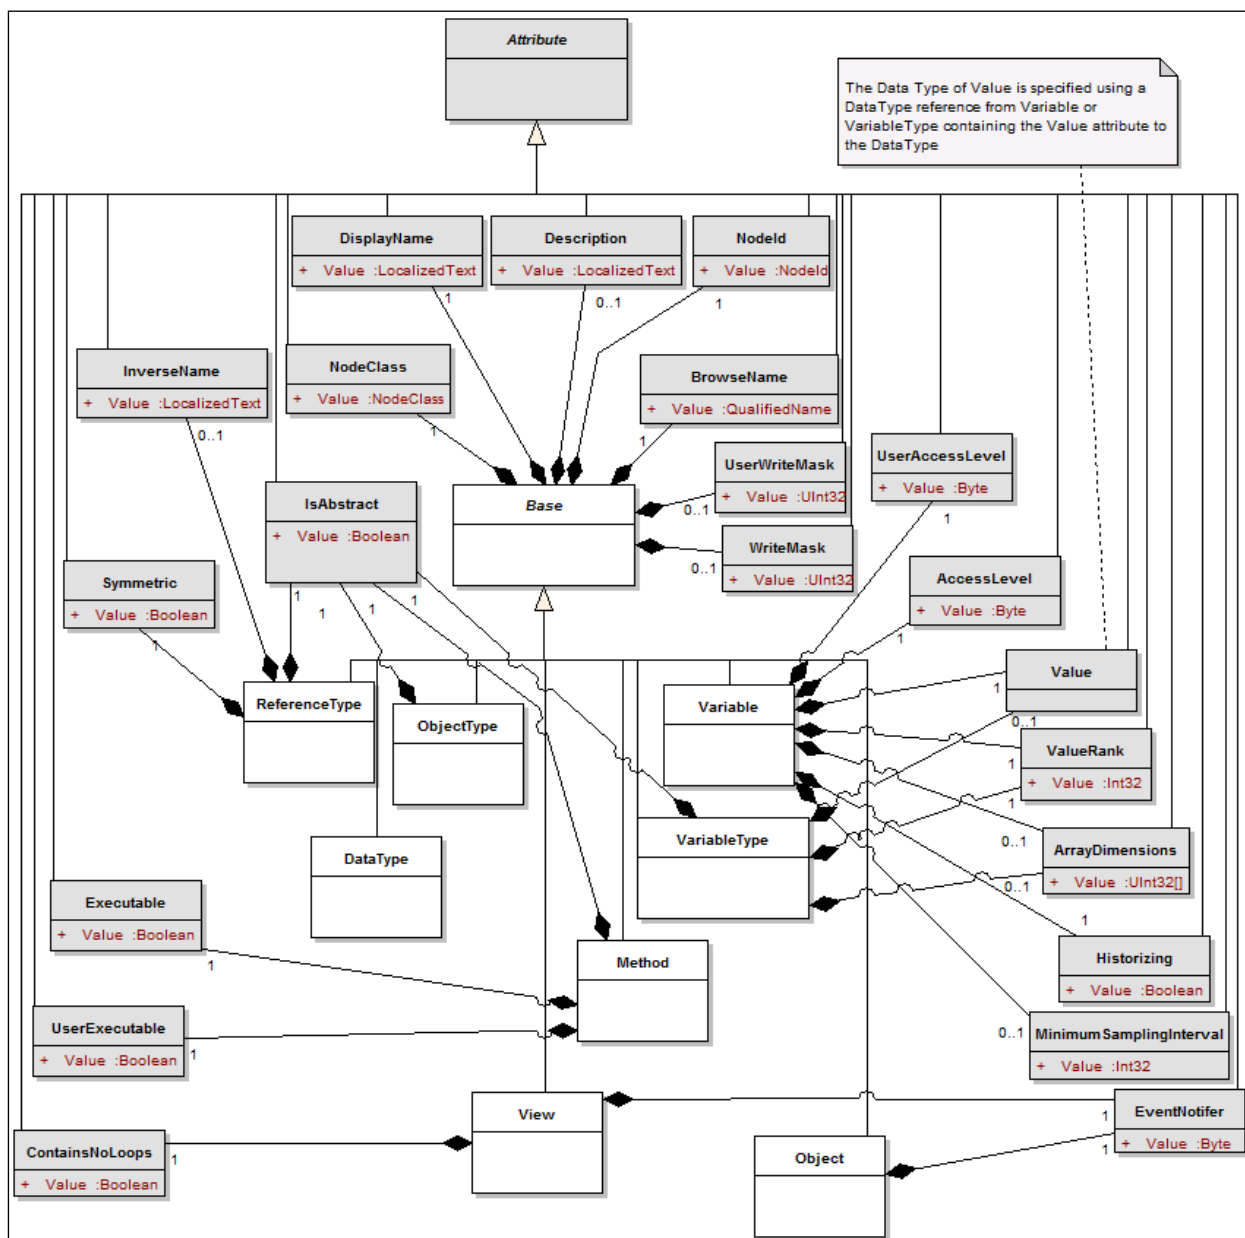 Attribute
The Data Type of Value is specified using a
DataType reference from Variable or
VariableType containing the Value attribute to
the DataType
DisplayName
+ Value :LocalizedText
1
Description
+ Value :LocalizedText
0..1
NodeId
+ Value :NodeId
1
InverseName
+ Value :LocalizedText
0..1
NodeClass
+ Value :NodeClass
1
BrowseName
+ Value :QualifiedName
1
UserWriteMask
+ Value :UInt32
0..1
UserAccessLevel
+ Value :Byte
1
IsAbstract
+ Value :Boolean
1
1
1
1
Base
WriteMask
+ Value :UInt32
0..1
Symmetric
+ Value :Boolean
1
AccessLevel
+ Value :Byte
1
Value
1
0..1
ReferenceType
ObjectType
Variable
ValueRank
+ Value :Int32
1
1
VariableType
DataType
ArrayDimensions
+ Value :UInt32[]
0..1
0..1
Executable
+ Value :Boolean
1
Method
Historizing
+ Value :Boolean
1
UserExecutable
+ Value :Boolean
1
MinimumSamplingInterval
+ Value :Int32
0..1
View
EventNotifer
+ Value :Byte
1
1
ContainsNoLoops
+ Value :Boolean
1
Object